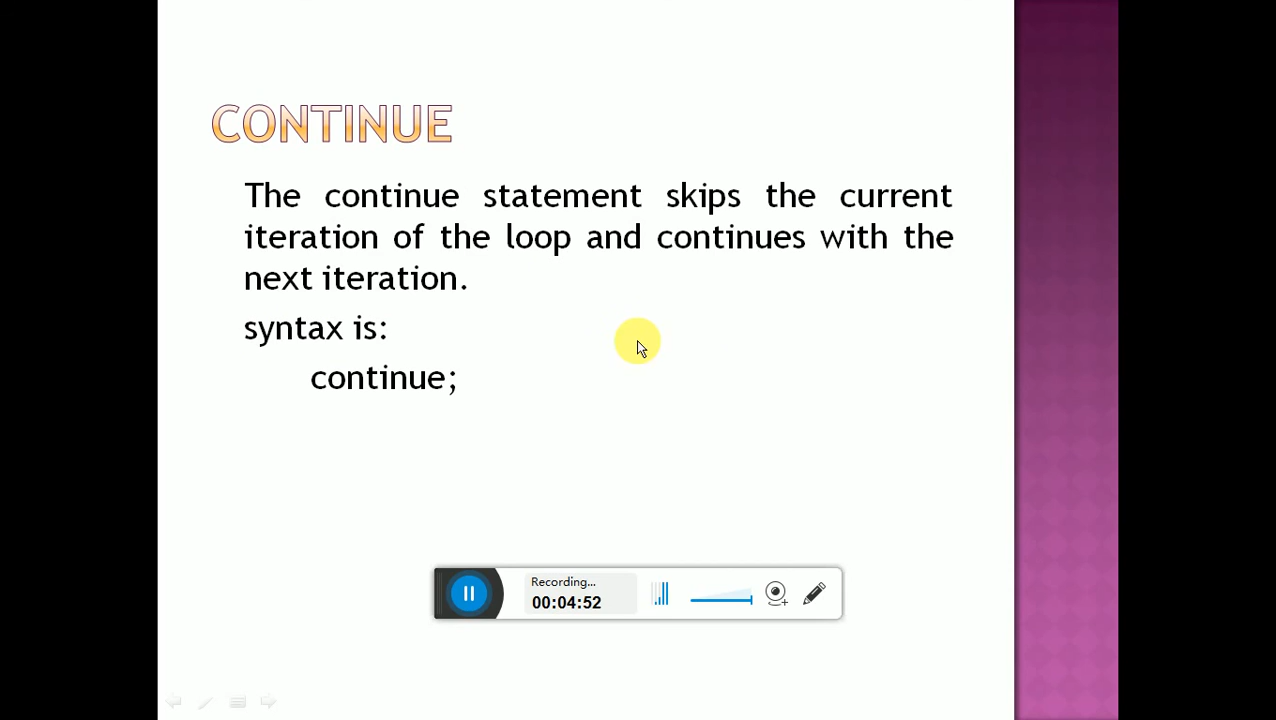 CONTINUE
The continue statement skips the current
iteration of the loop and continues with the
next iteration.
syntax is:
continue;
Recording...
00:04:52